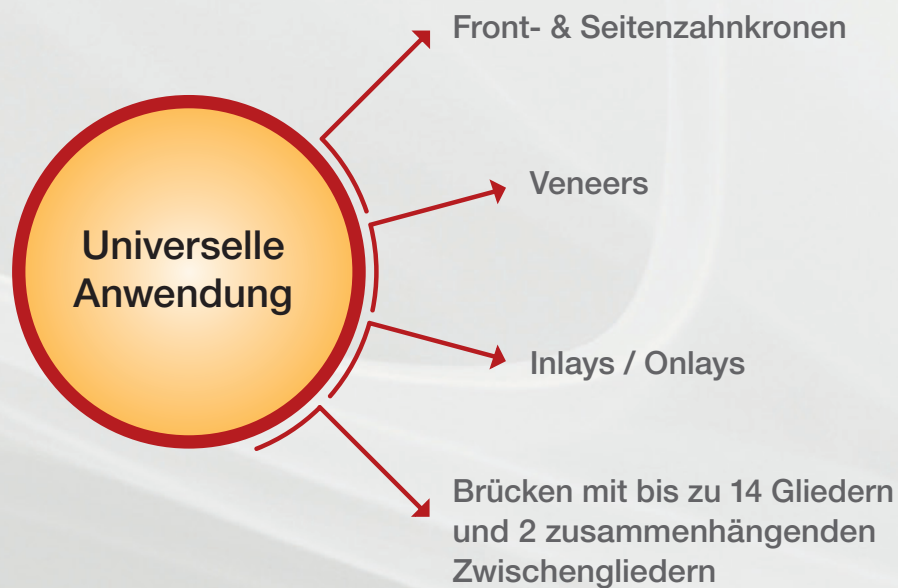 Front- & Seitenzahnkronen
Veneers
Universelle
Anwendung
Inlays / Onlays
Brücken mit bis zu 14 Gliedern
und 2 zusammenhängenden
Zwischengliedern